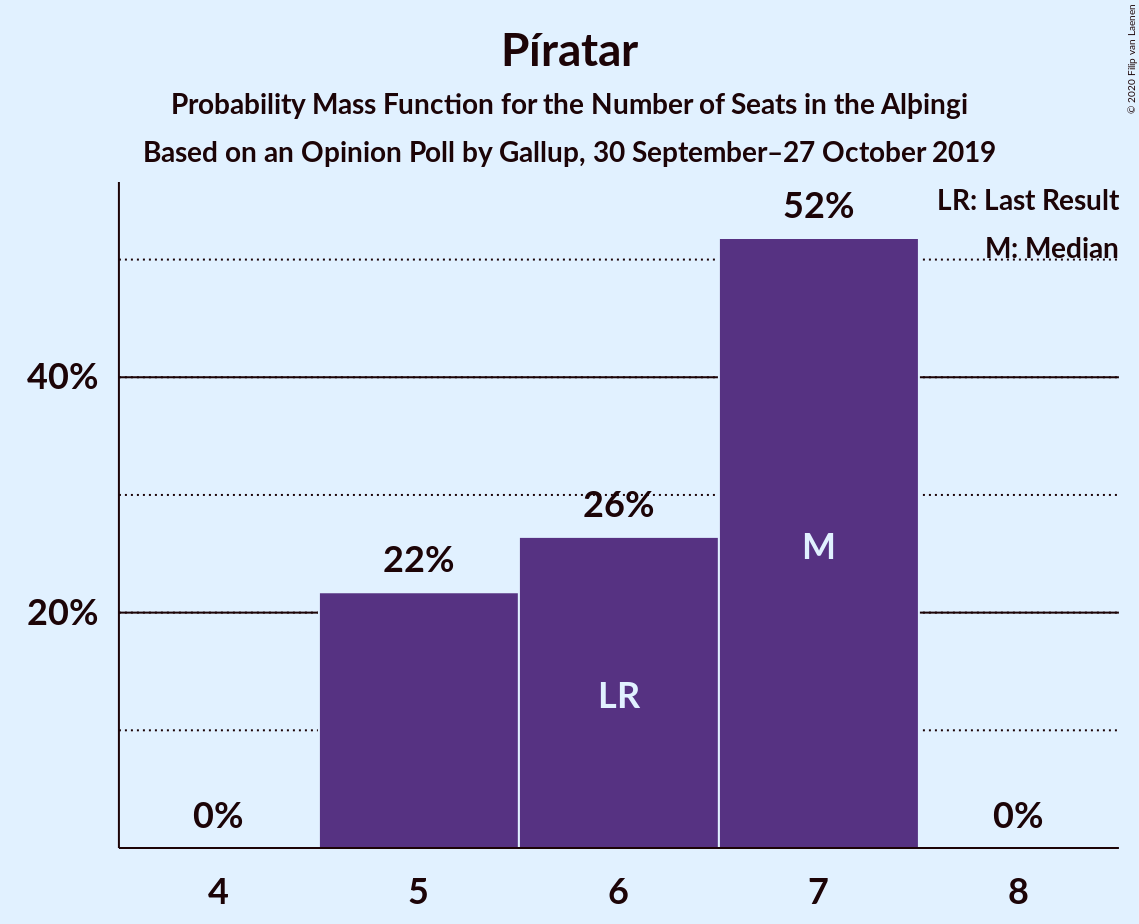 Píratar
Probability Mass Function for the Number of Seats in the Alþingi
Based on an Opinion Poll by Gallup, 30 September–27 October 2019
© 2020 Filip van Laenen
LR: Last Result
M: Median
52%
40%
26%
M
22%
20%
LR
0%
0%
4 5 6 7 8